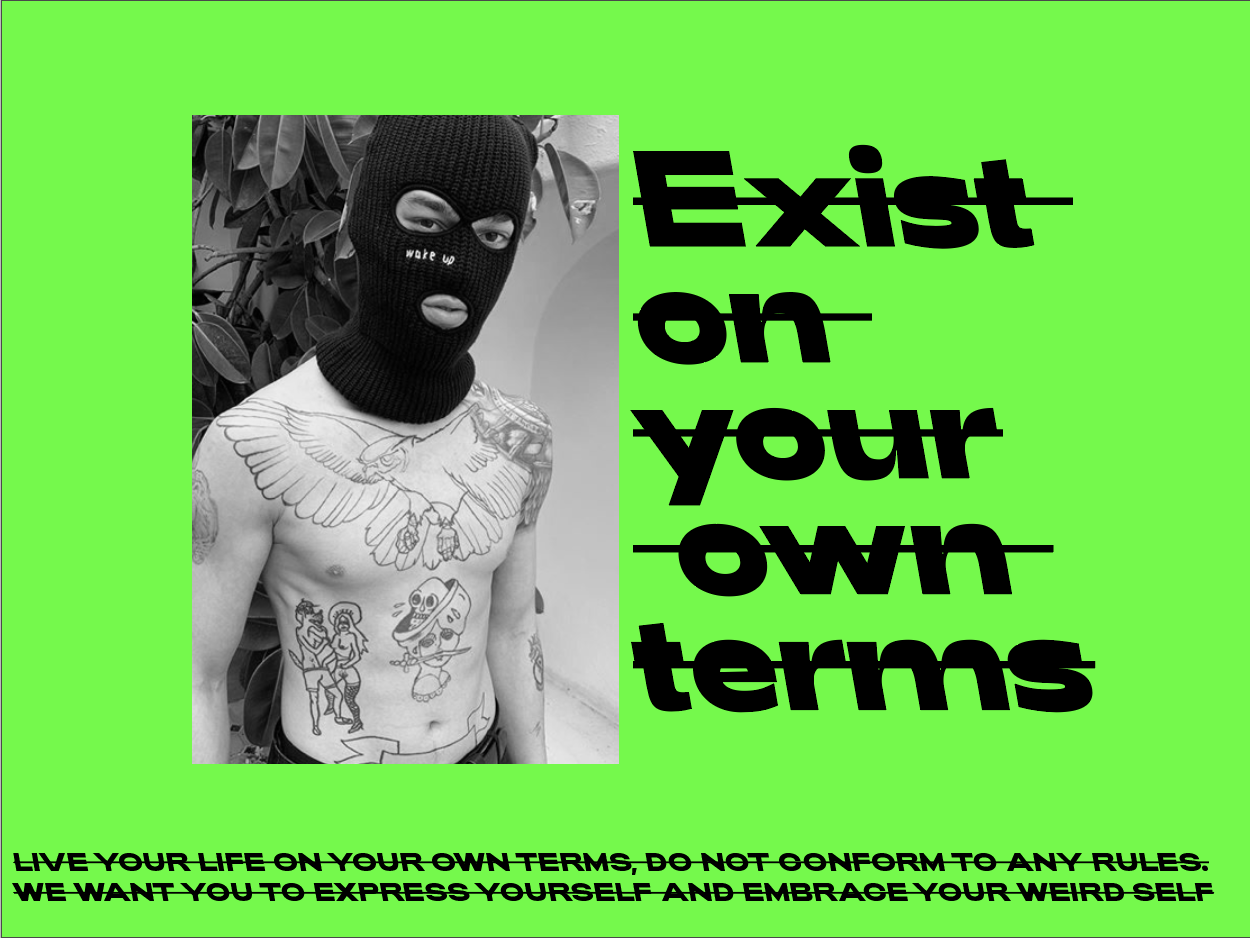 wake up
Exist
on
your
own
terms
LIVE YOUR LIFE ON YOUR OWN TERMS, DO NOT CONFORM TO ANY RULES.
WE WANT YOU TO EXPRESS YOURSELF AND EMBRACE YOUR WEIRD SELF